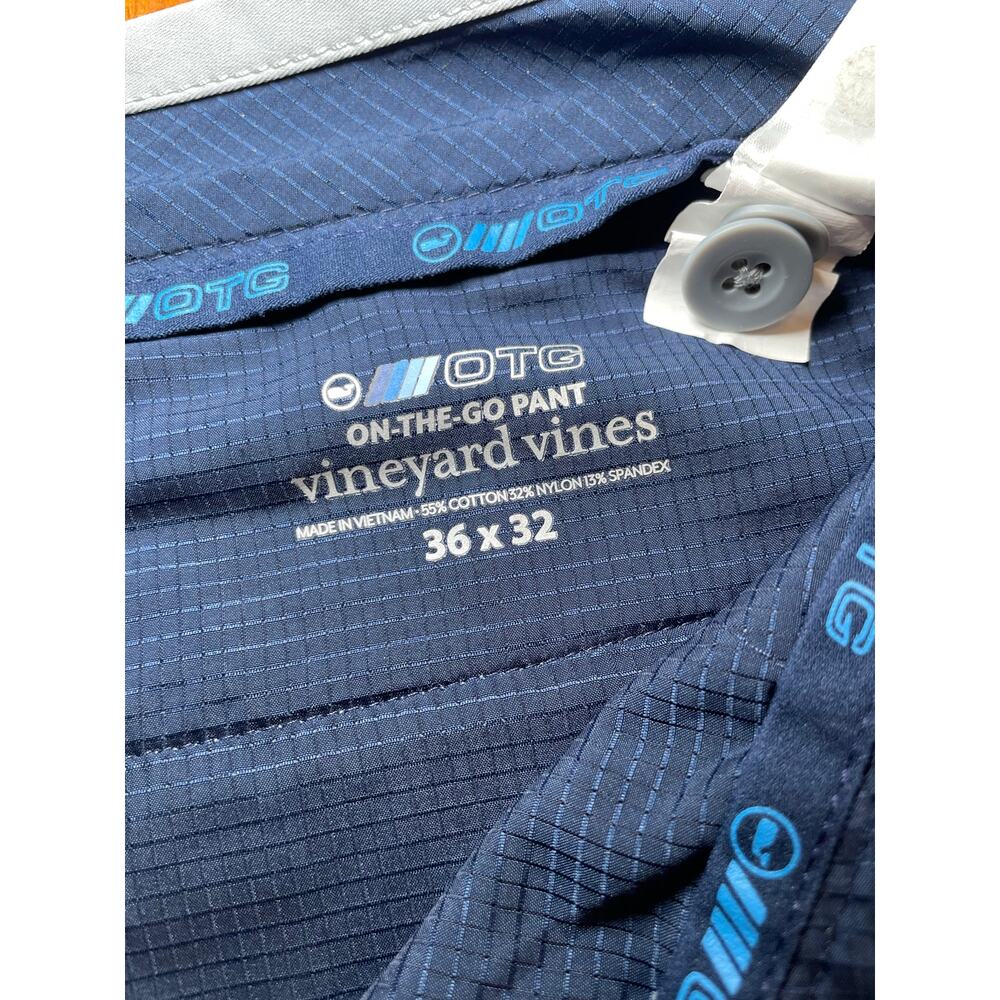 OTG
OTG
OTG
ON-THE-GO PANT
vineyard vines
MADE IN VIETNAM • 55% COTTON 32% NYLON 13% SPANDEX
36 x 32
TG